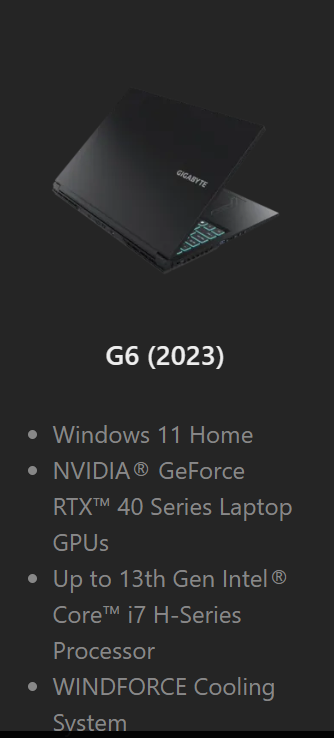 GIGABYTE
G6 (2023)
• Windows 11 Home
• NVIDIA® GeForce
RTX™ 40 Series Laptop
GPUs
• Up to 13th Gen Intel®
Core™ i7 H-Series
Processor
• WINDFORCE Cooling
System